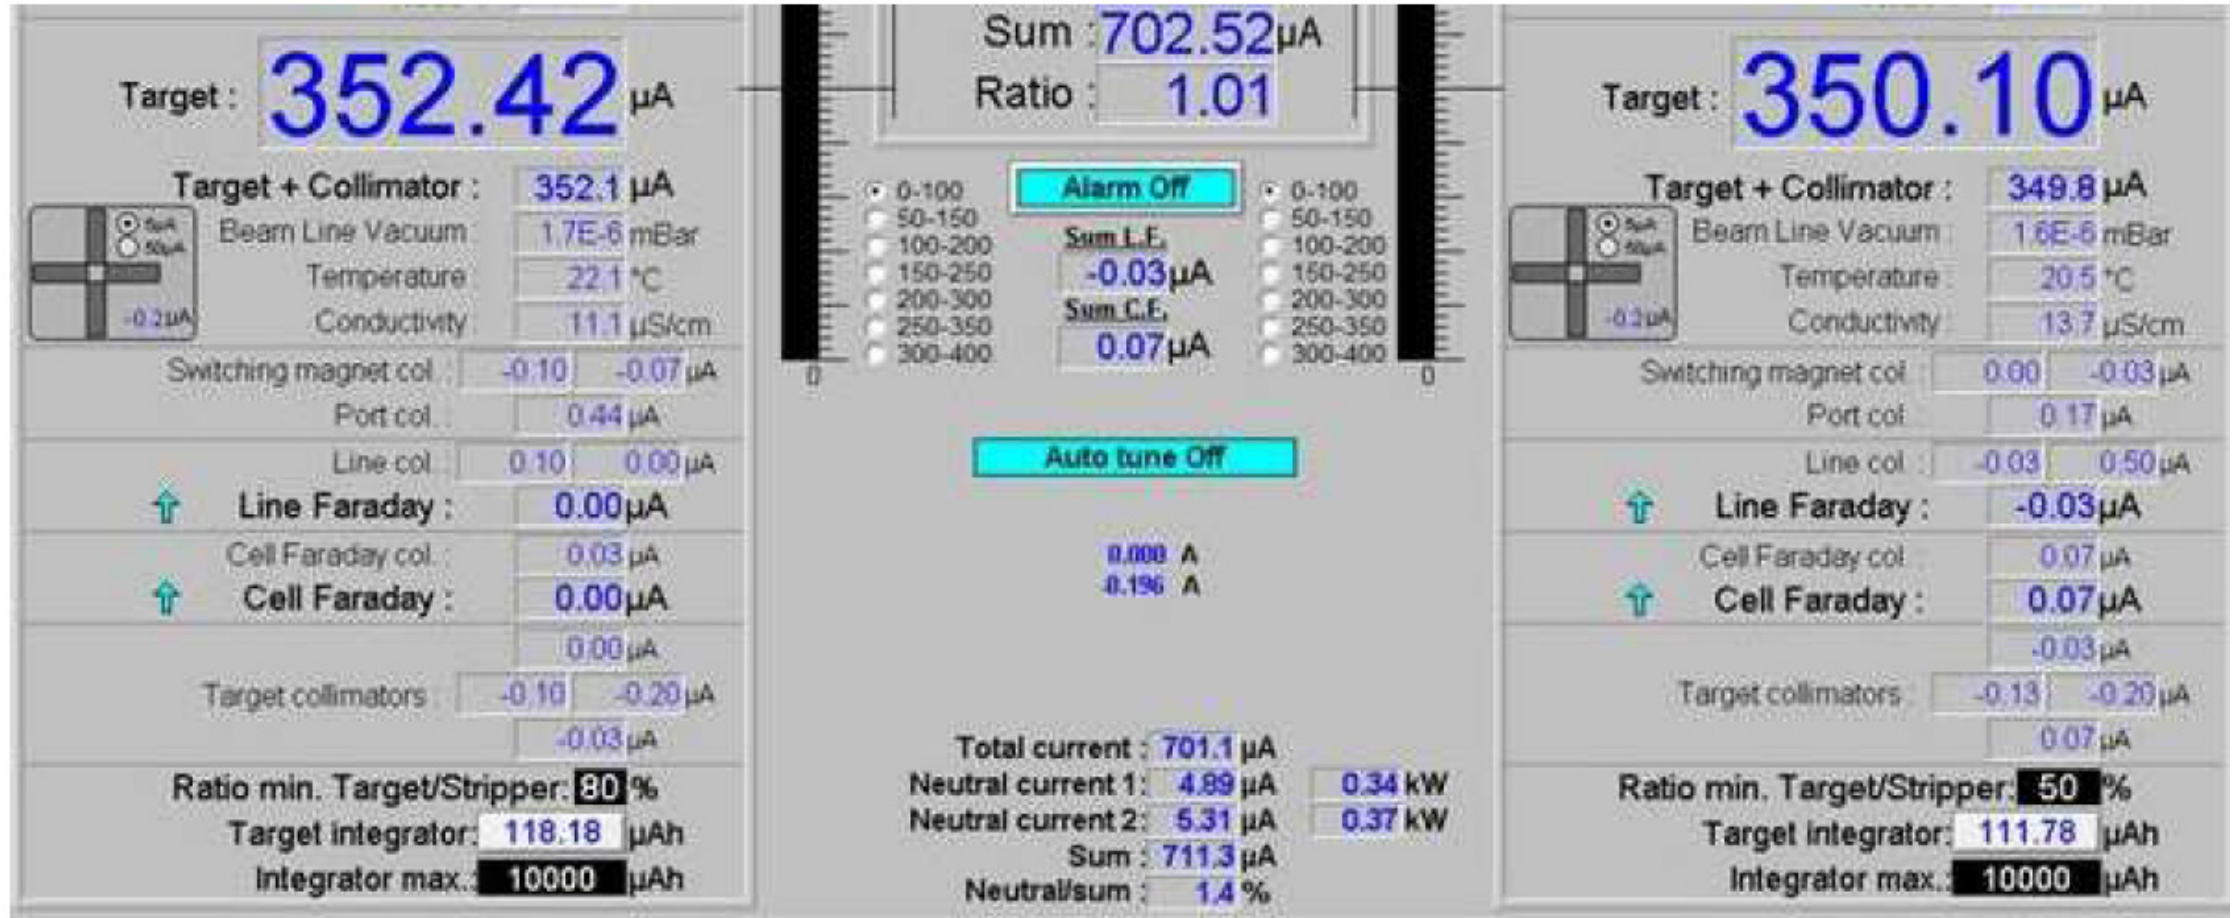 Target : 352.42 µA
Target + Collimator : 352.1 µA
5µA
50µA
Beam Line Vacuum : 1.7E-6 mBar
Temperature : 22.1 °C
-0.2µA
Conductivity : 11.1 µS/cm
Switching magnet col. : -0.10 -0.07 µA
Port col. : 0.44 µA
Line col. : 0.10 0.00 µA
Line Faraday : 0.00 µA
Cell Faraday col. : 0.03 µA
Cell Faraday : 0.00 µA
0.00 µA
Target collimators : -0.10 -0.20 µA
-0.03 µA
Ratio min. Target/Stripper: 80 %
Target integrator: 118.18 µAh
Integrator max.: 10000 µAh
Sum : 702.52 µA
Ratio : 1.01
Alarm Off
0-100
50-150
100-200
150-250
200-300
250-350
300-400
0
Sum L.F.
-0.03 µA
Sum C.F.
0.07 µA
0-100
50-150
100-200
150-250
200-300
250-350
300-400
0
Auto tune Off
0.000 A
-0.196 A
Total current : 701.1 µA
Neutral current 1: 4.89 µA 0.34 kW
Neutral current 2: 5.31 µA 0.37 kW
Sum : 711.3 µA
Neutral/sum : 1.4 %
Target : 350.10 µA
Target + Collimator : 349.8 µA
5µA
50µA
Beam Line Vacuum : 1.6E-6 mBar
Temperature : 20.5 °C
-0.2µA
Conductivity : 13.7 µS/cm
Switching magnet col. : 0.00 -0.03 µA
Port col. 0.17 µA
Line col. : -0.03 0.50 µA
Line Faraday : -0.03 µA
Cell Faraday col. 0.07 µA
Cell Faraday : 0.07 µA
-0.03 µA
Target collimators : -0.13 -0.20 µA
0.07 µA
Ratio min. Target/Stripper: 50 %
Target integrator: 111.78 µAh
Integrator max.: 10000 µAh